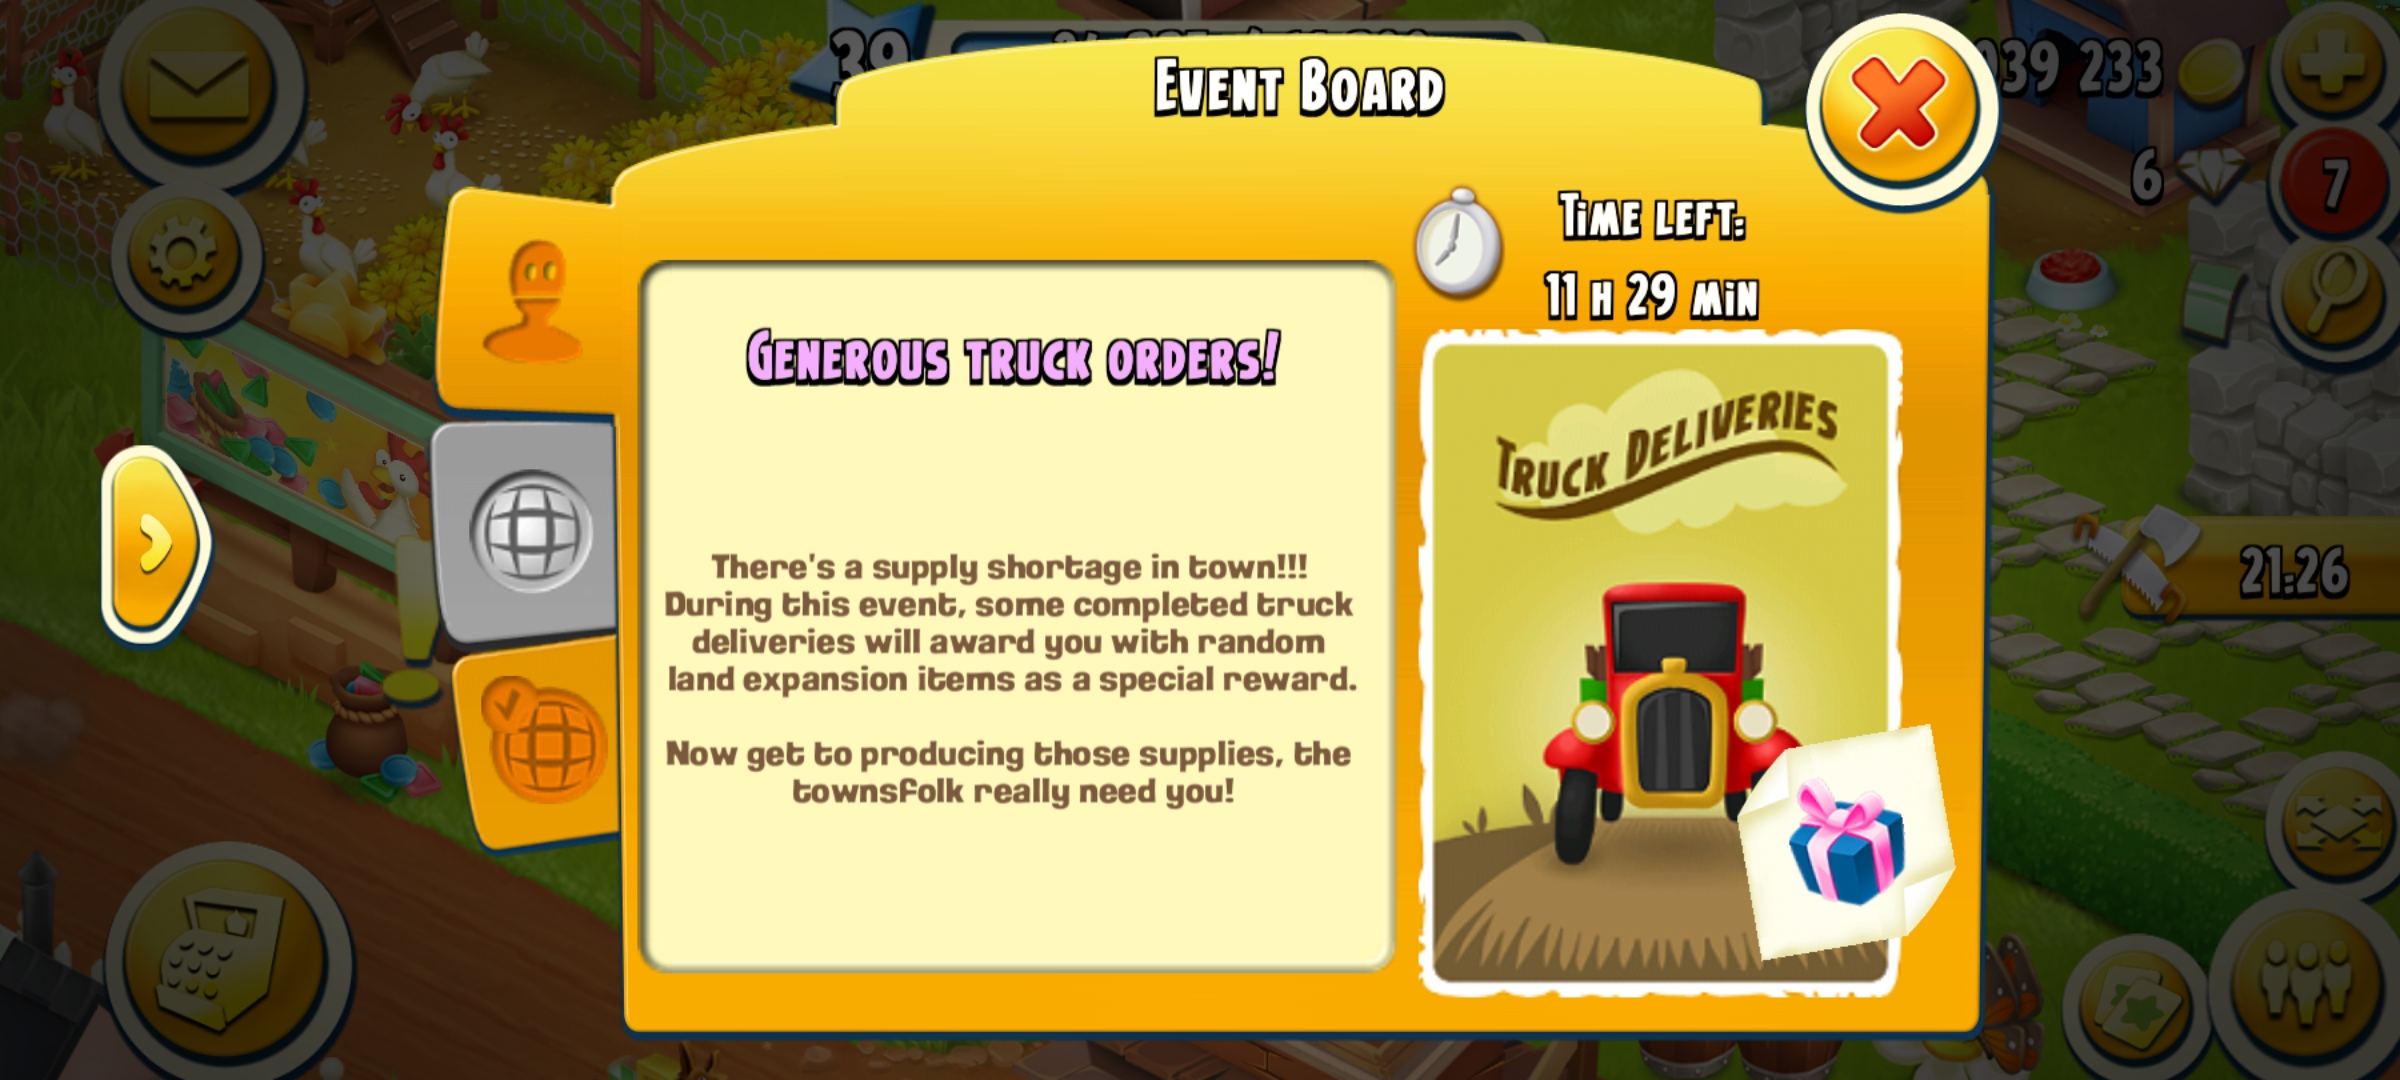 39
Event Board
039 233
6
7
Time left:
11 h 29 min
Generous truck orders!
There's a supply shortage in town!!!
During this event, some completed truck
deliveries will award you with random
land expansion items as a special reward.
Now get to producing those supplies, the
townsfolk really need you!
Truck Deliveries
21:26